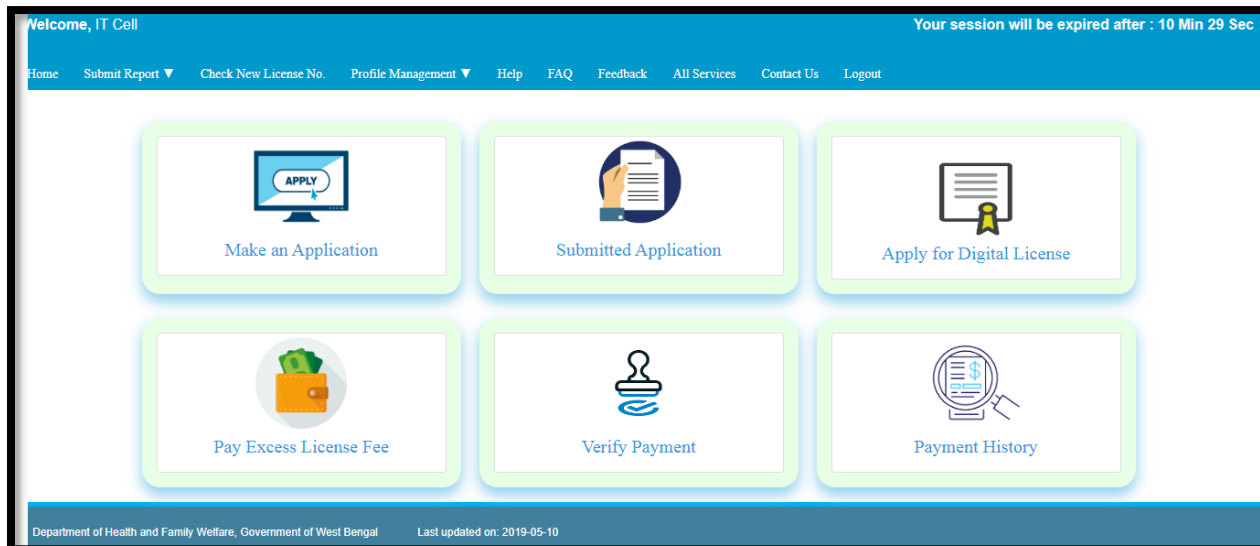 Welcome, IT Cell
Your session will be expired after : 10 Min 29 Sec
Home Submit Report ▼ Check New License No. Profile Management ▼ Help FAQ Feedback All Services Contact Us Logout
APPLY
Make an Application
Submitted Application
Apply for Digital License
$
Pay Excess License Fee
Verify Payment
Payment History
Department of Health and Family Welfare, Government of West Bengal
Last updated on: 2019-05-10